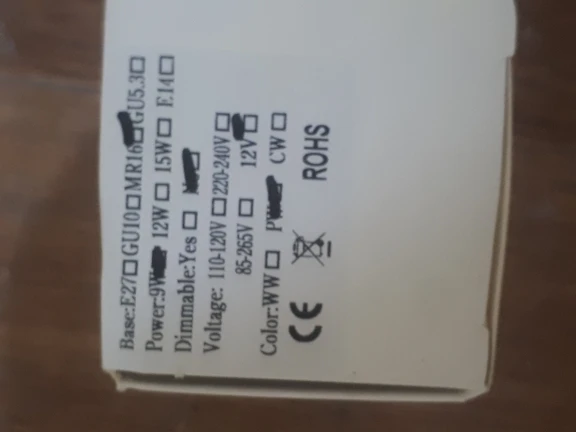 Base:E27□GU10□MR16■GU5.3□
Power:9W■ 12W□ 15W□ E14□
Dimmable:Yes □ ■
Voltage: 110-120V□220-240V□
85-265V □ 12V■
Color:WW□ PW■ CW□
CE ROHS